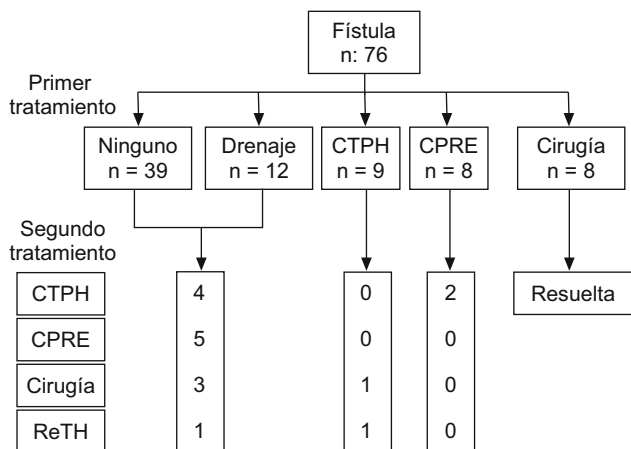 Fístula
n: 76
Primer
tratamiento
Ninguno
n = 39
Drenaje
n = 12
CTPH
n = 9
CPRE
n = 8
Cirugía
n = 8
Segundo
tratamiento
CTPH 4 0 2 Resuelta
CPRE 5 0 0
Cirugía 3 1 0
ReTH 1 1 0